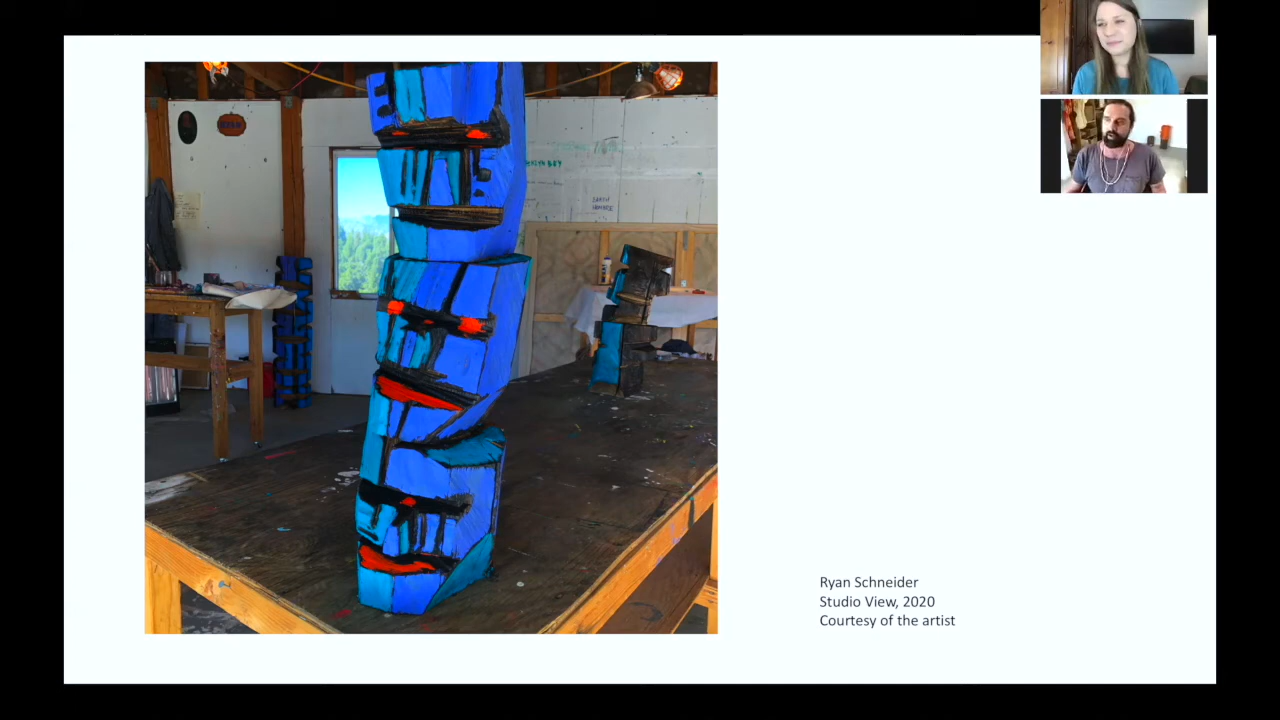 Ryan Schneider
Studio View, 2020
Courtesy of the artist